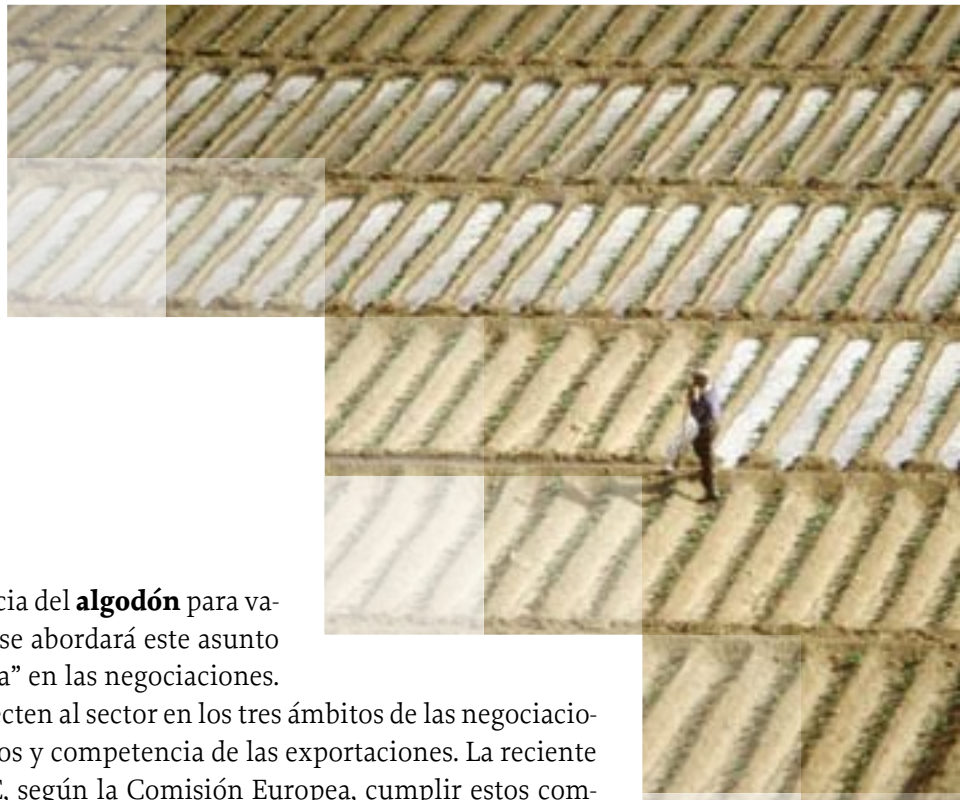 cia del algodón para va-
se abordará este asunto
a” en las negociaciones.
cten al sector en los tres ámbitos de las negociacio-
os y competencia de las exportaciones. La reciente
E, según la Comisión Europea, cumplir estos com-